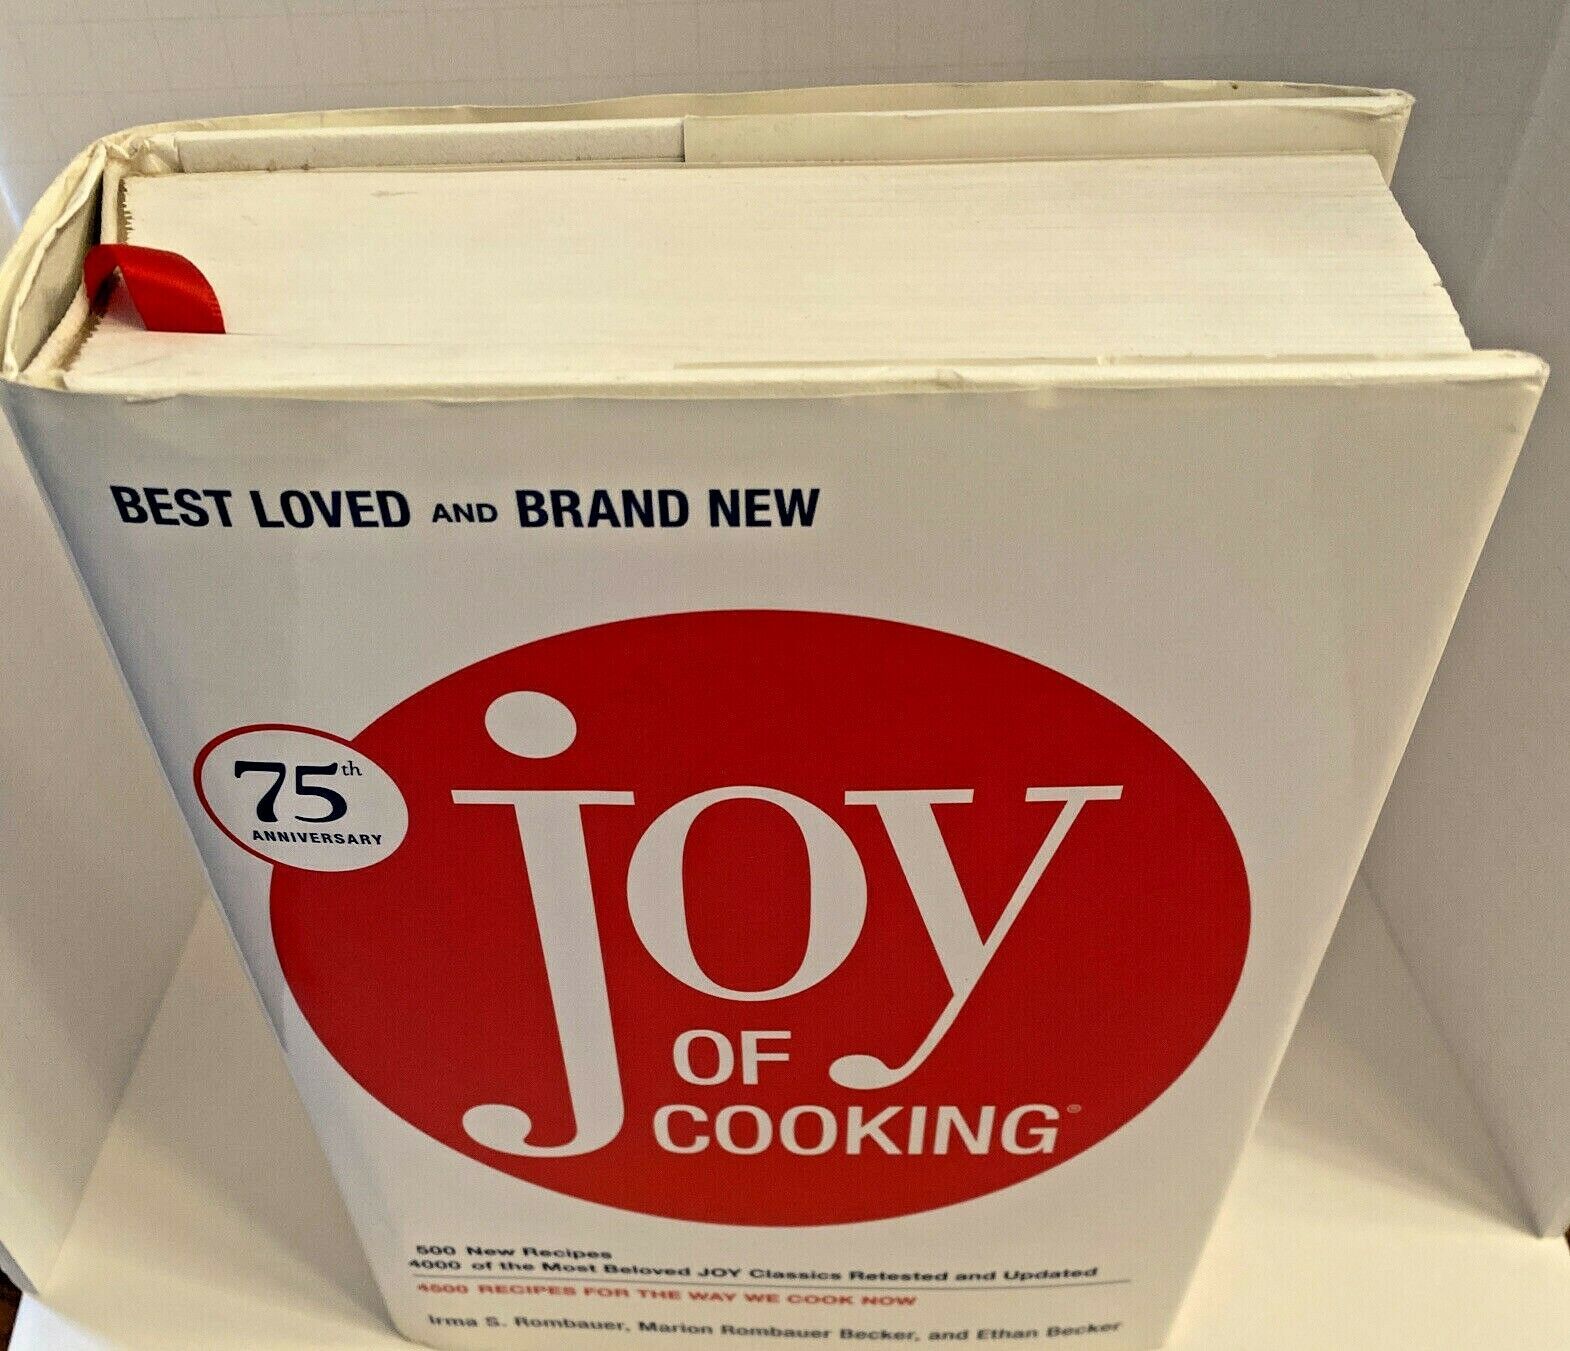 BEST LOVED AND BRAND NEW
75th
ANNIVERSARY
joy
OF
COOKING®
500 New Recipes
4000 of the Most Beloved JOY Classics Retested and Updated
4500 RECIPES FOR THE WAY WE COOK NOW
Irma S. Rombauer, Marion Rombauer Becker, and Ethan Becker